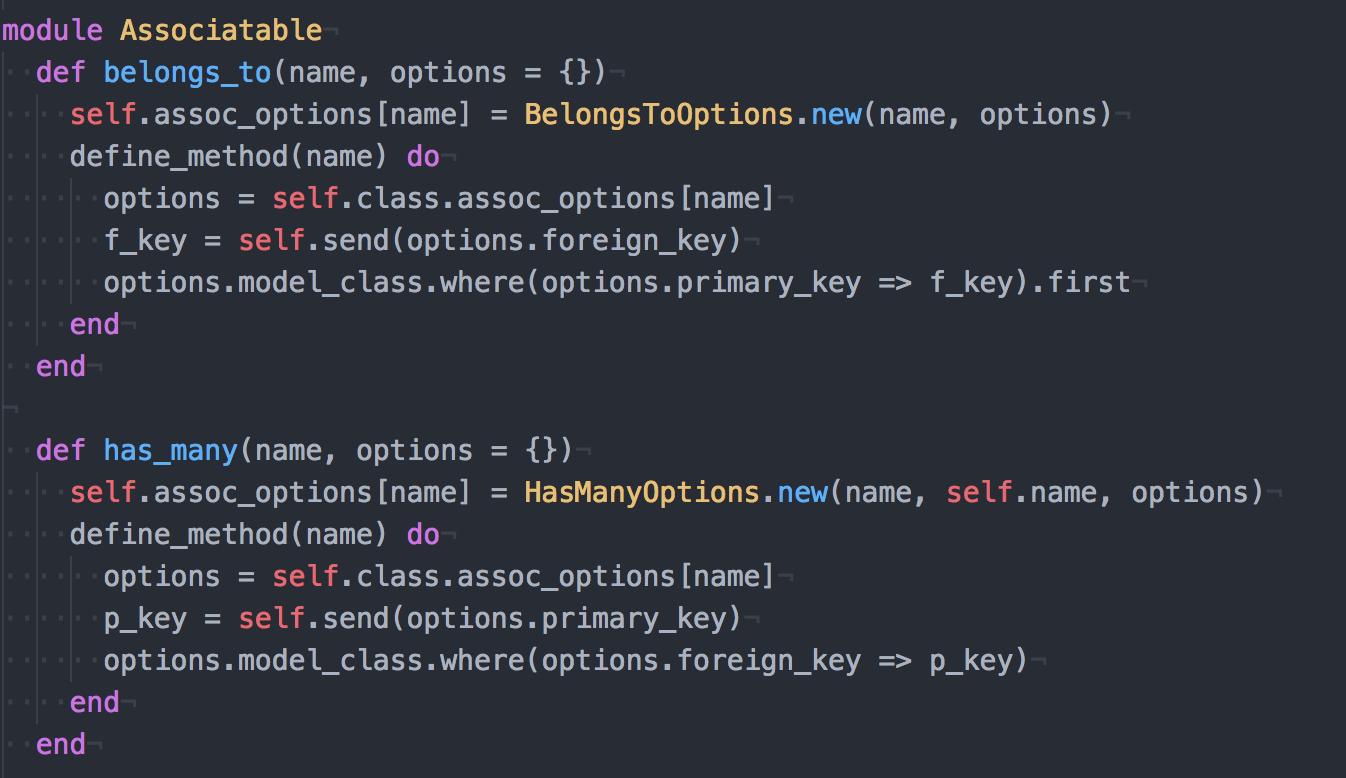 module Associatable
  def belongs_to(name, options = {})
    self.assoc_options[name] = BelongsToOptions.new(name, options)
    define_method(name) do
      options = self.class.assoc_options[name]
      f_key = self.send(options.foreign_key)
      options.model_class.where(options.primary_key => f_key).first
    end
  end

  def has_many(name, options = {})
    self.assoc_options[name] = HasManyOptions.new(name, self.name, options)
    define_method(name) do
      options = self.class.assoc_options[name]
      p_key = self.send(options.primary_key)
      options.model_class.where(options.foreign_key => p_key)
    end
  end